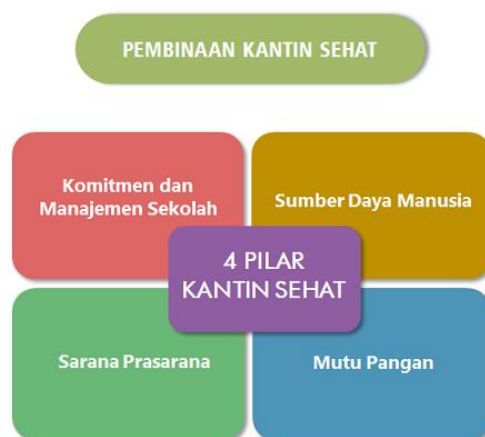 PEMBINAAN KANTIN SEHAT
Komitmen dan
Manajemen Sekolah
Sumber Daya Manusia
4 PILAR
KANTIN SEHAT
Sarana Prasarana
Mutu Pangan